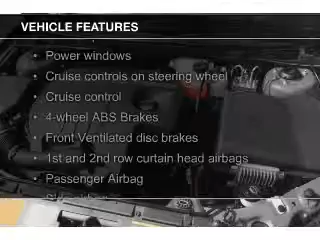 VEHICLE FEATURES
• Power windows
• Cruise controls on steering wheel
• Cruise control
• 4-wheel ABS Brakes
• Front Ventilated disc brakes
• 1st and 2nd row curtain head airbags
• Passenger Airbag